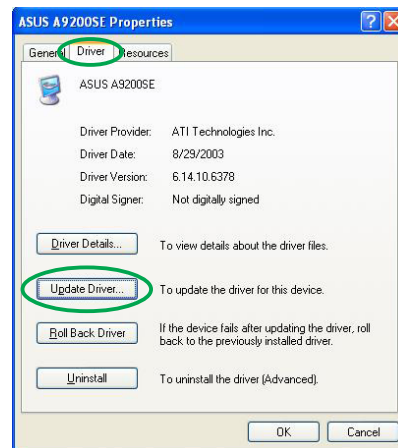 ASUS A9200SE Properties
General Driver Resources
ASUS A9200SE
Driver Provider: ATI Technologies Inc.
Driver Date: 8/29/2003
Driver Version: 6.14.10.6378
Digital Signer: Not digitally signed
Driver Details... To view details about the driver files.
Update Driver... To update the driver for this device.
Roll Back Driver If the device fails after updating the driver, roll
back to the previously installed driver.
Uninstall To uninstall the driver (Advanced).
OK Cancel